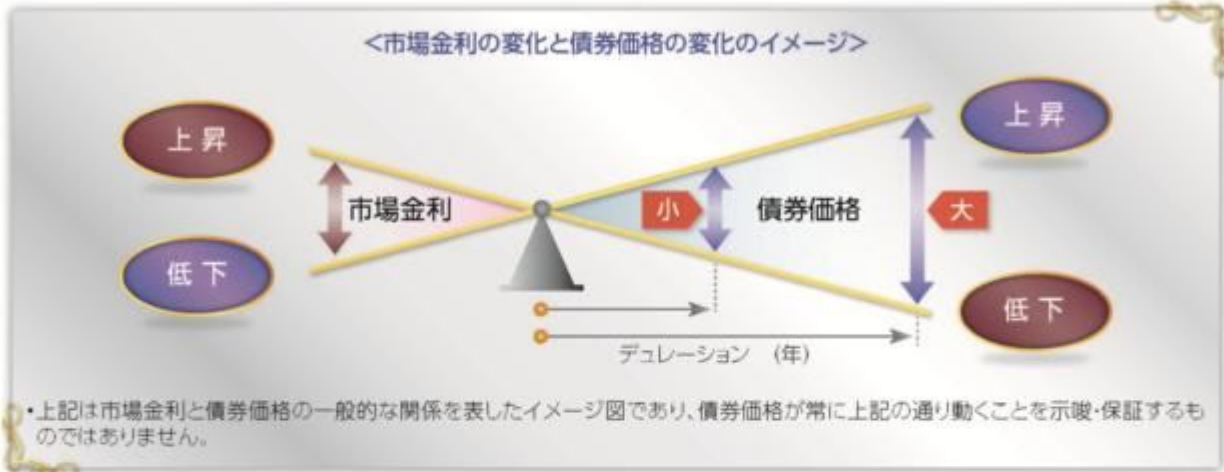 <市場金利の変化と債券価格の変化のイメージ>
上昇
上昇
市場金利
小
債券価格
大
低下
低下
デュレーション (年)
・上記は市場金利と債券価格の一般的な関係を表したイメージ図であり、債券価格が常に上記の通り動くことを示唆・保証するも
のではありません。